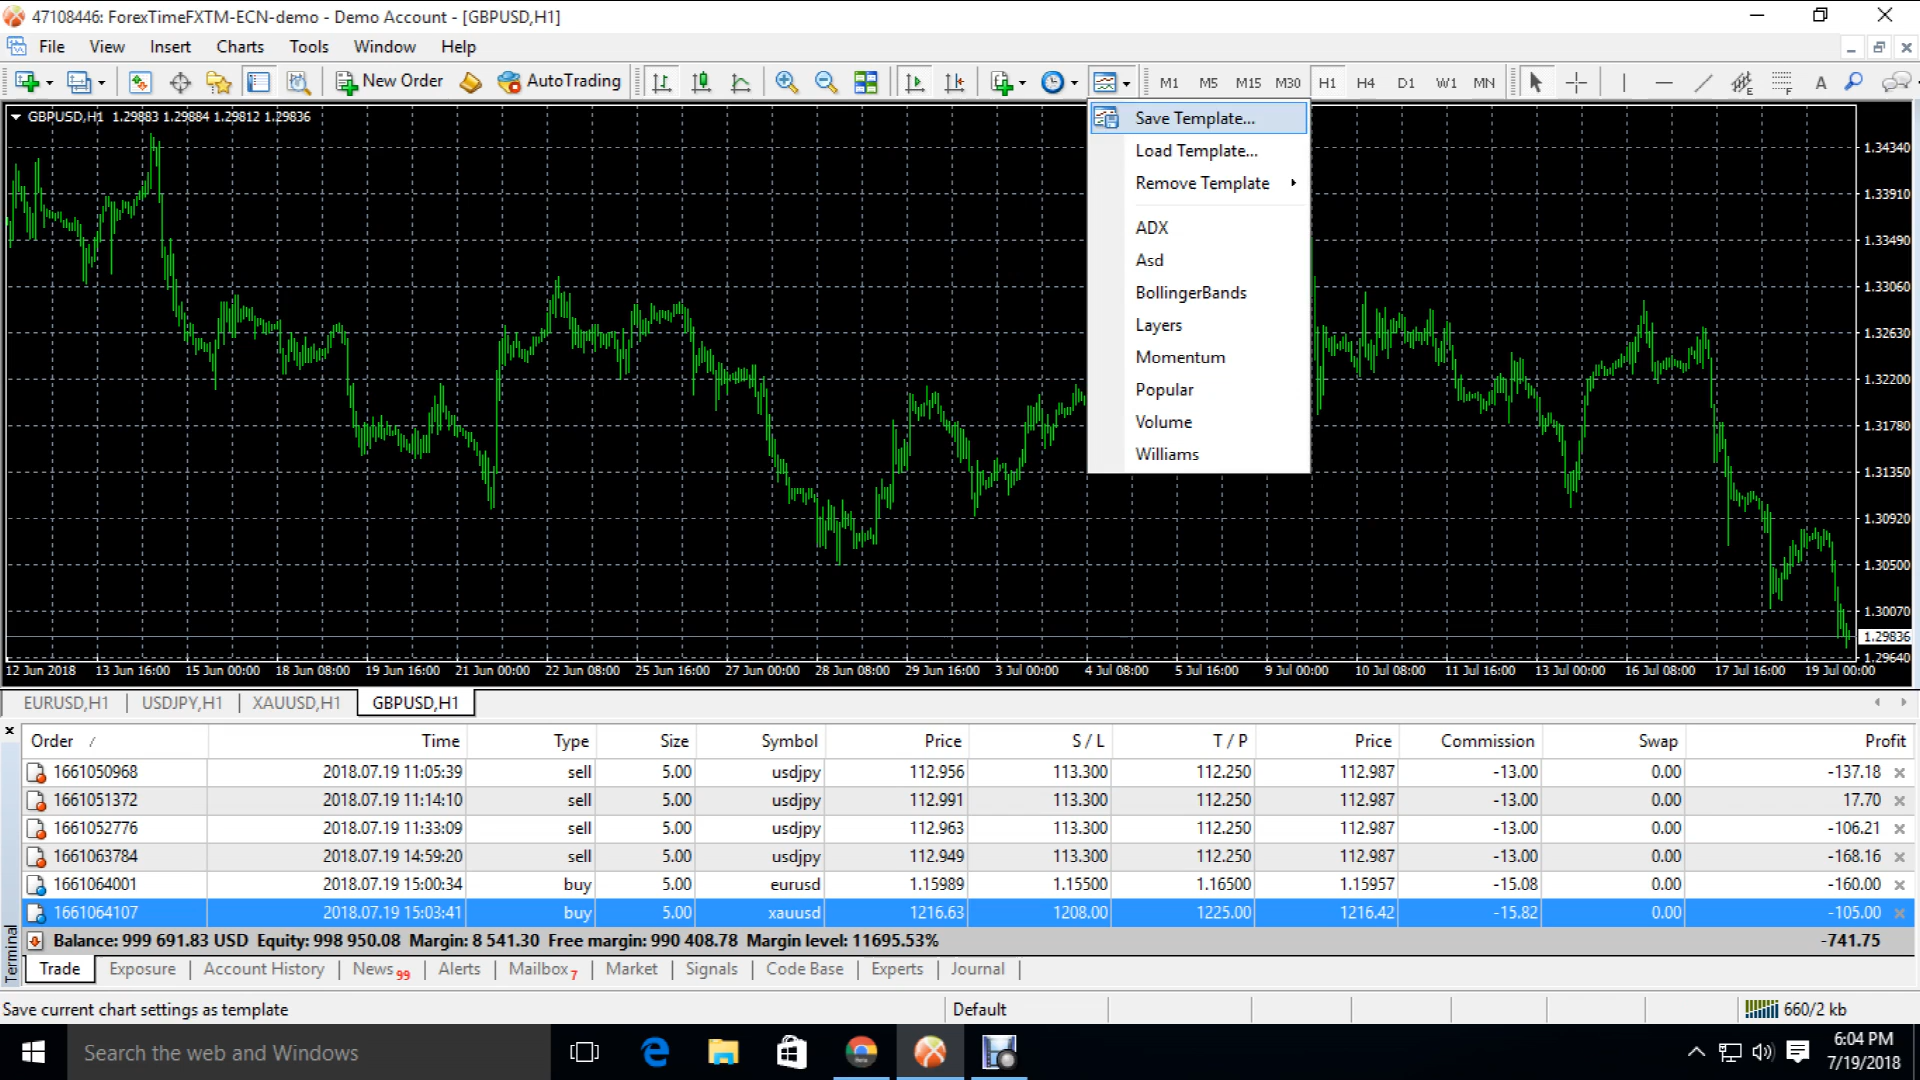 47108446: ForexTimeFXTM-ECN-demo - Demo Account - [GBPUSD,H1]
File View Insert Charts Tools Window Help
New Order AutoTrading M1 M5 M15 M30 H1 H4 D1 W1 MN A
GBPUSD,H1 1.29883 1.29884 1.29812 1.29836
Save Template...
Load Template...
Remove Template
ADX
Asd
BollingerBands
Layers
Momentum
Popular
Volume
Williams
1.34340
1.33910
1.33490
1.33060
1.32630
1.32200
1.31780
1.31350
1.30920
1.30500
1.30070
1.29836
1.29640
12 Jun 2018 13 Jun 16:00 15 Jun 00:00 18 Jun 08:00 19 Jun 16:00 21 Jun 00:00 22 Jun 08:00 25 Jun 16:00 27 Jun 00:00 28 Jun 08:00 29 Jun 16:00 3 Jul 00:00 4 Jul 08:00 5 Jul 16:00 9 Jul 00:00 10 Jul 08:00 11 Jul 16:00 13 Jul 00:00 16 Jul 08:00 17 Jul 16:00 19 Jul 00:00
EURUSD,H1 USDJPY,H1 XAUUSD,H1 GBPUSD,H1
Order / Time Type Size Symbol Price S / L T / P Price Commission Swap Profit
1661050968 2018.07.19 11:05:39 sell 5.00 usdjpy 112.956 113.300 112.250 112.987 -13.00 0.00 -137.18
1661051372 2018.07.19 11:14:10 sell 5.00 usdjpy 112.991 113.300 112.250 112.987 -13.00 0.00 17.70
1661052776 2018.07.19 11:33:09 sell 5.00 usdjpy 112.963 113.300 112.250 112.987 -13.00 0.00 -106.21
1661063784 2018.07.19 14:59:20 sell 5.00 usdjpy 112.949 113.300 112.250 112.987 -13.00 0.00 -168.16
1661064001 2018.07.19 15:00:34 buy 5.00 eurusd 1.15989 1.15500 1.16500 1.15957 -15.08 0.00 -160.00
1661064107 2018.07.19 15:03:41 buy 5.00 xauusd 1216.63 1208.00 1225.00 1216.42 -15.82 0.00 -105.00
Balance: 999 691.83 USD Equity: 998 950.08 Margin: 8 541.30 Free margin: 990 408.78 Margin level: 11695.53% -741.75
Terminal
Trade Exposure Account History News 99 Alerts Mailbox 7 Market Signals Code Base Experts Journal
Save current chart settings as template Default 660/2 kb
Search the web and Windows
6:04 PM
7/19/2018